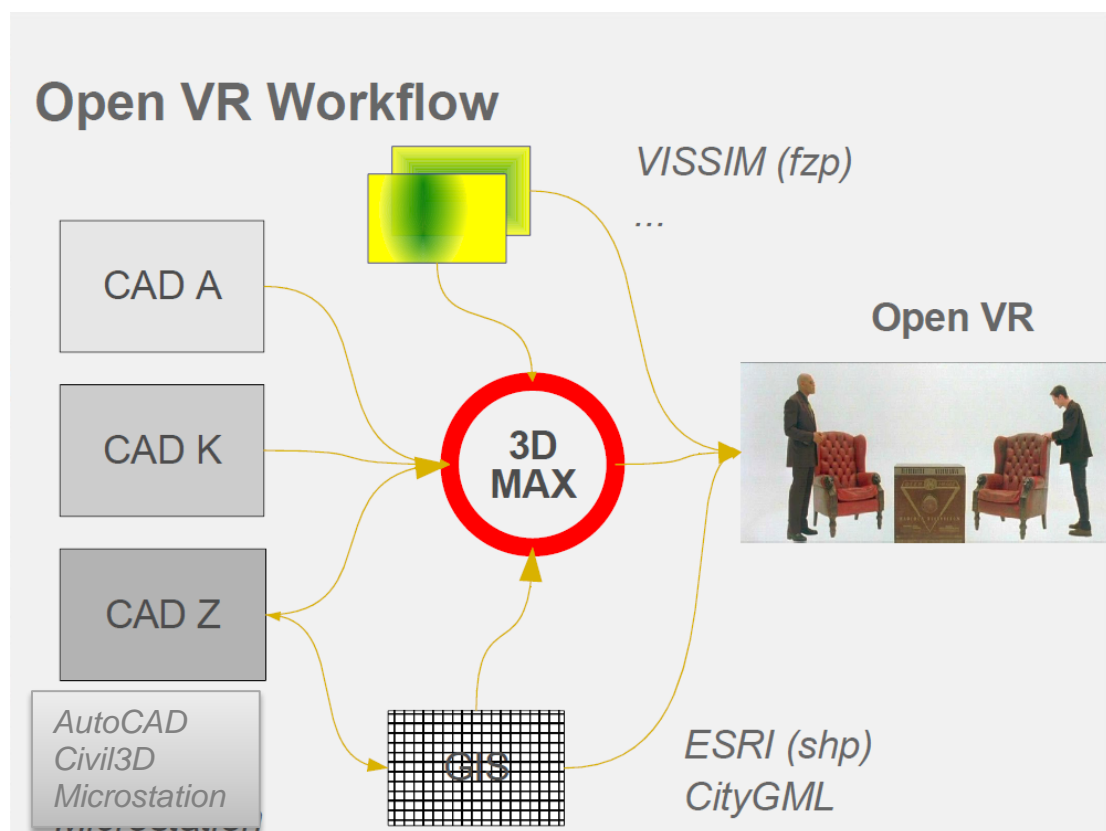 Open VR Workflow
VISSIM (fzp)
...
CAD A
CAD K
CAD Z
3D
MAX
Open VR
AutoCAD
Civil3D
Microstation
Microstation
GIS
ESRI (shp)
CityGML